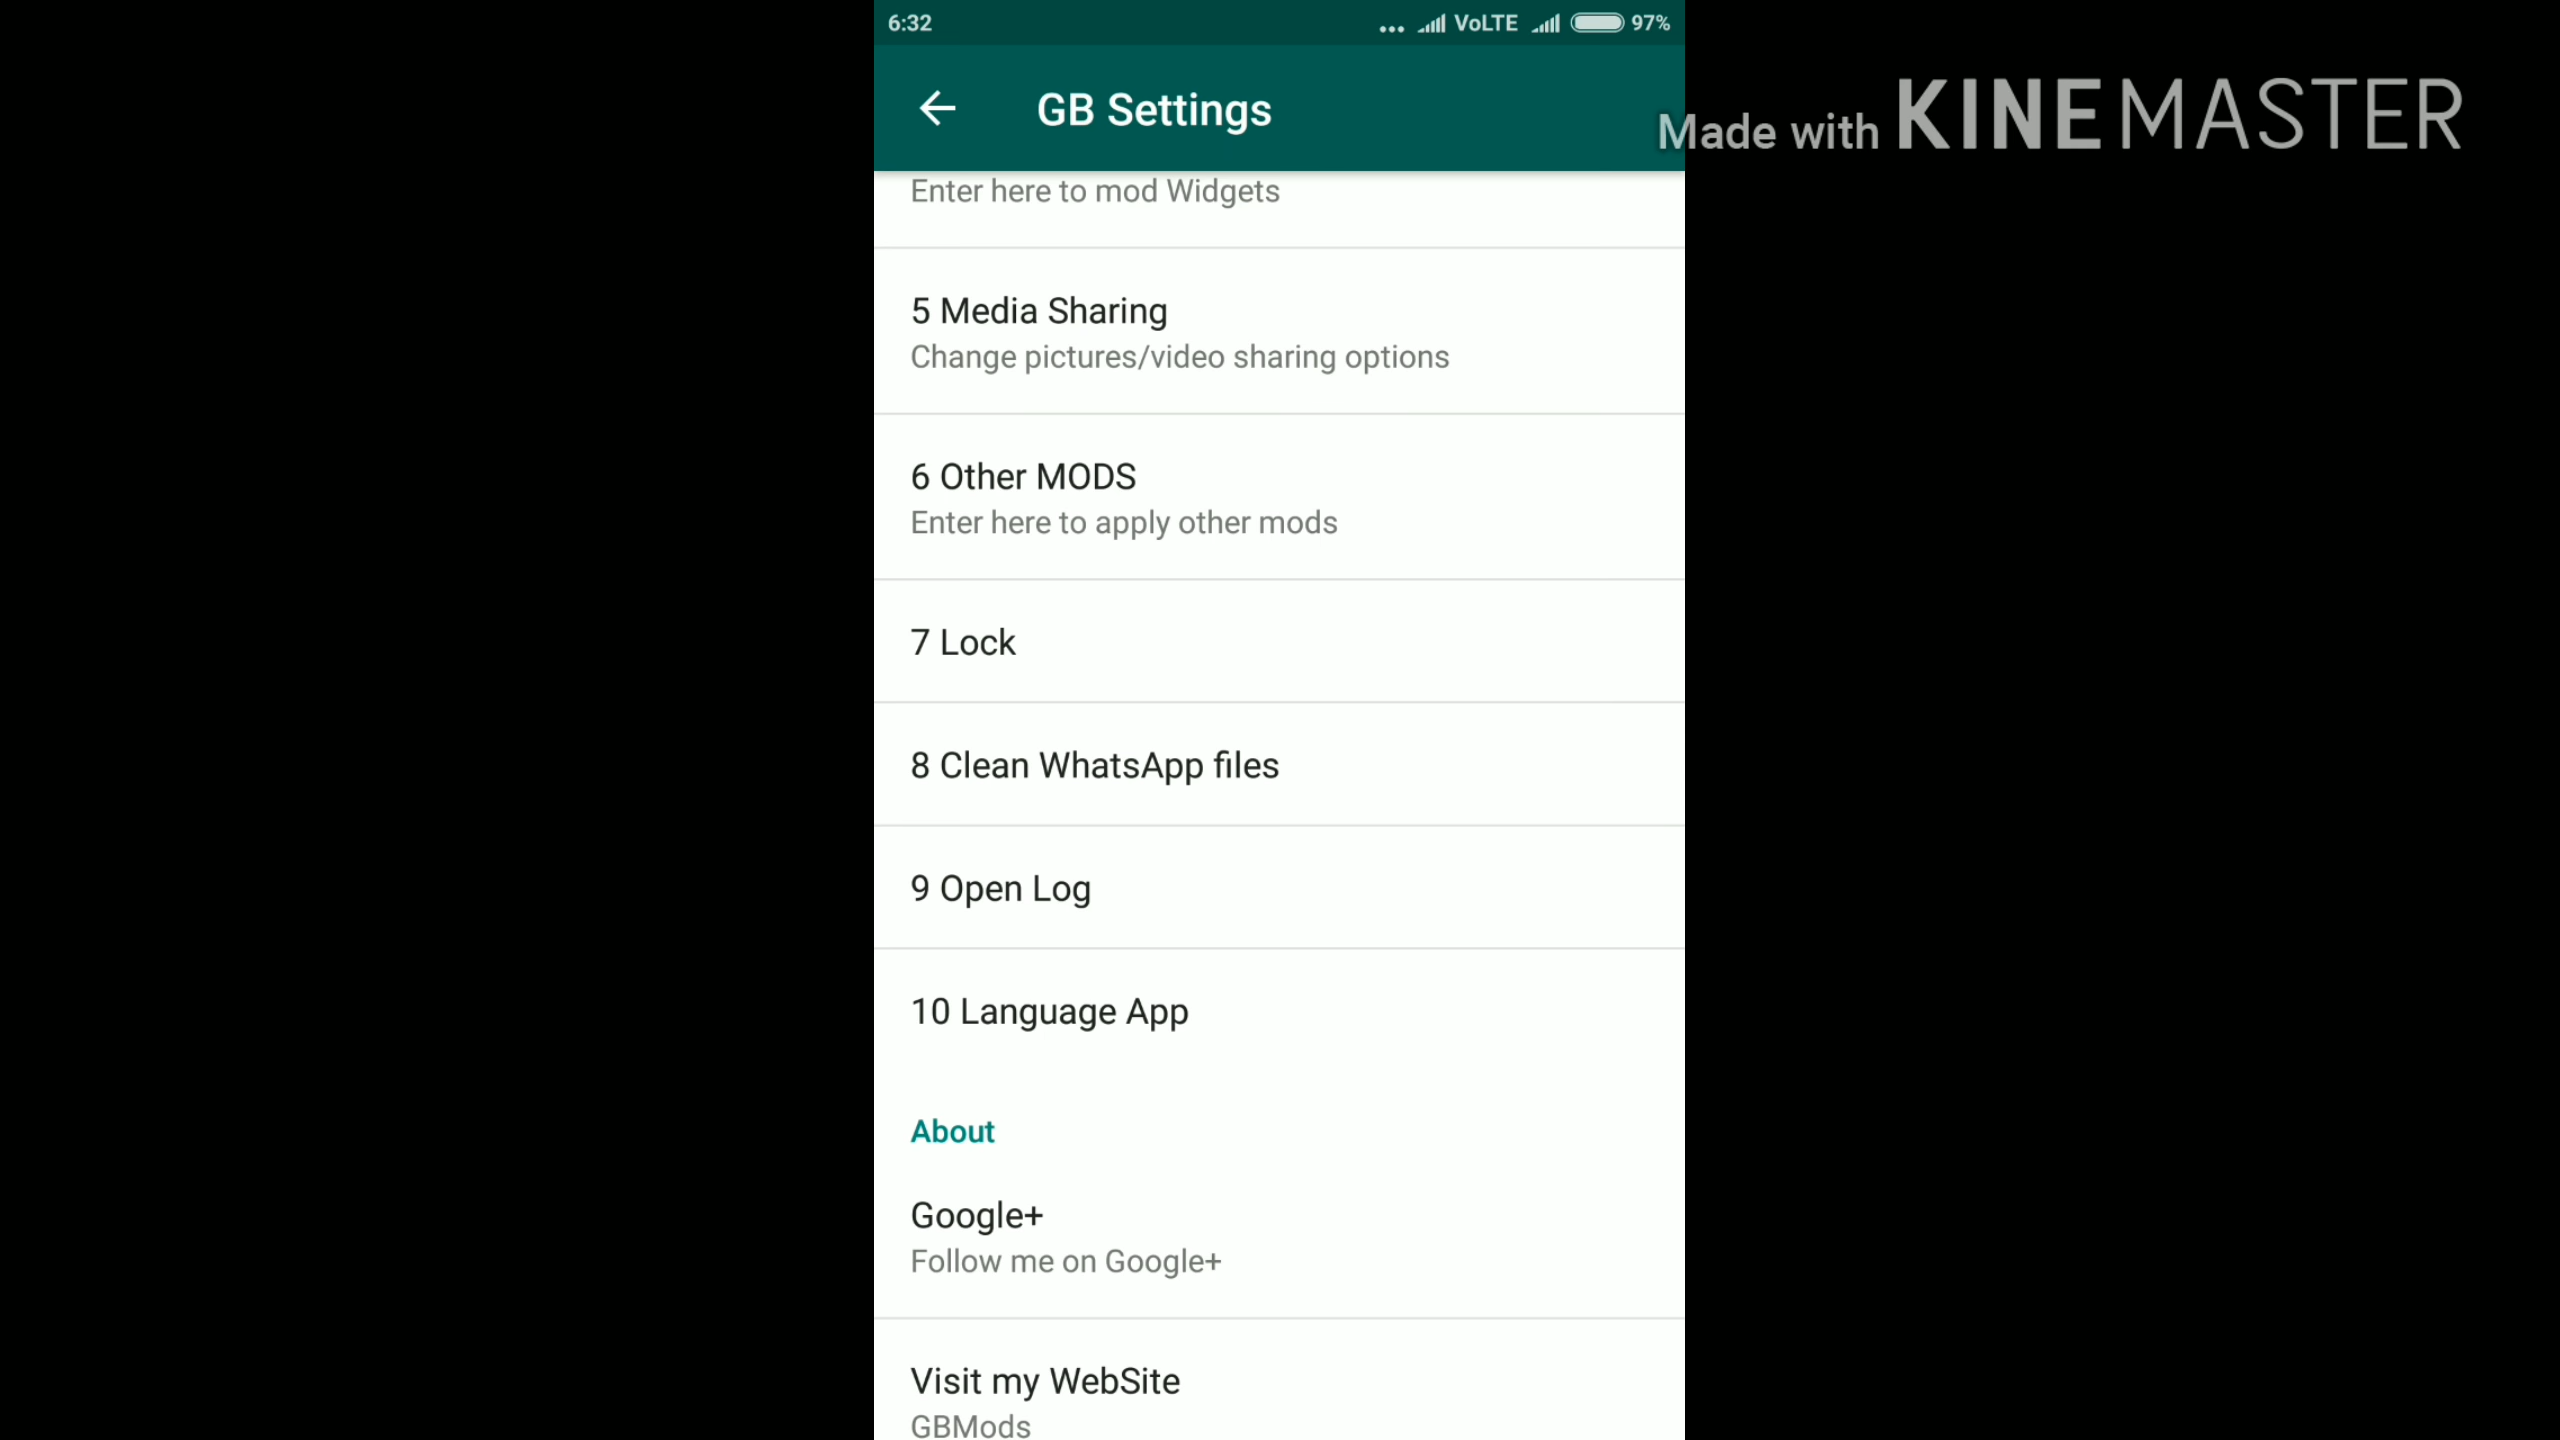 6:32
VoLTE
97%
GB Settings
Made with KINEMASTER
Enter here to mod Widgets
5 Media Sharing
Change pictures/video sharing options
6 Other MODS
Enter here to apply other mods
7 Lock
8 Clean WhatsApp files
9 Open Log
10 Language App
About
Google+
Follow me on Google+
Visit my WebSite
GBMods